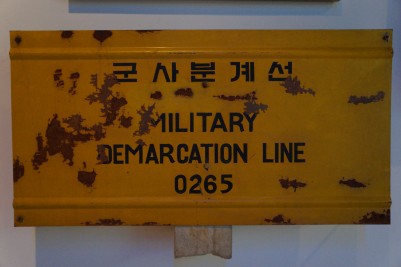 군사분계선
MILITARY
DEMARCATION LINE
0265